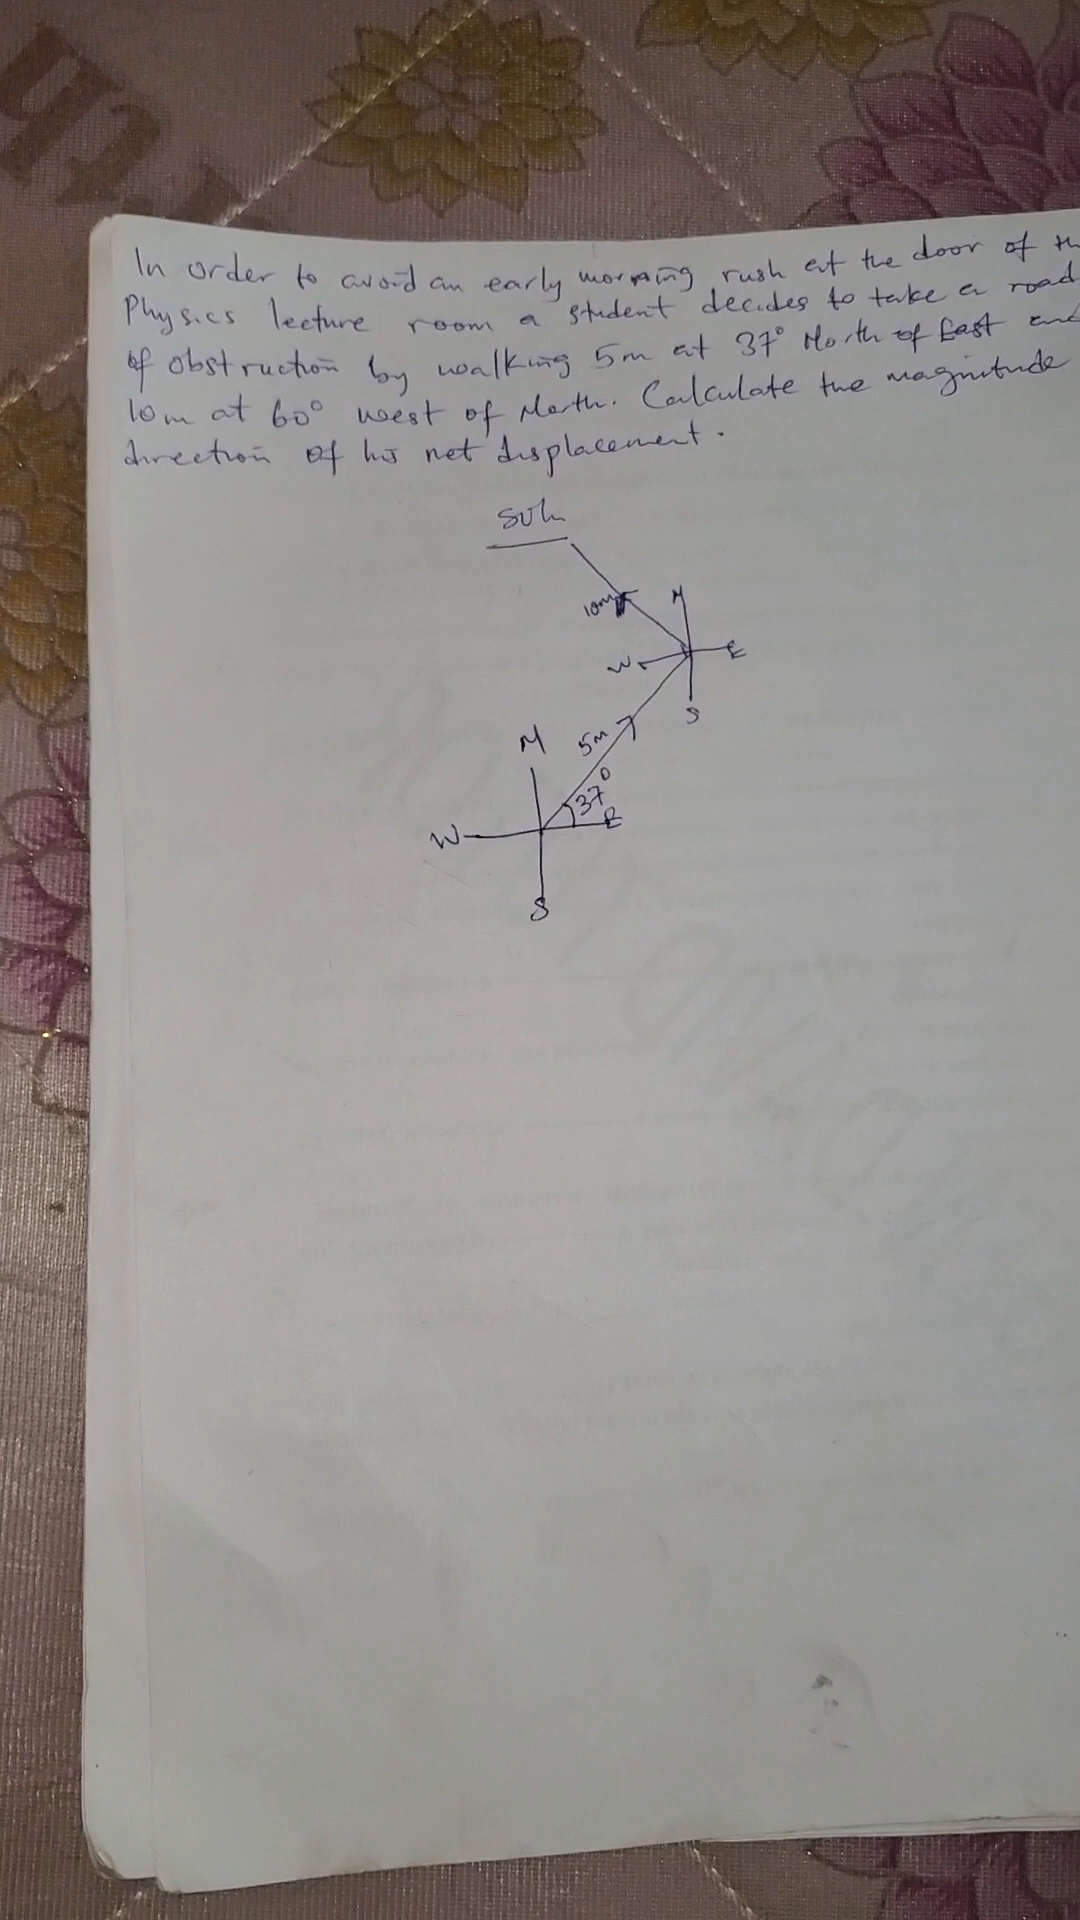 In order to avoid an early morning rush at the door of th
Physics lecture room a student decides to take a road
of obstruction by walking 5m at 37° North of East and
10m at 60° west of North. Calculate the magnitude
direction of his net displacement.
Soln
10m
N
W
E
S
N
5m
37°
W
E
S